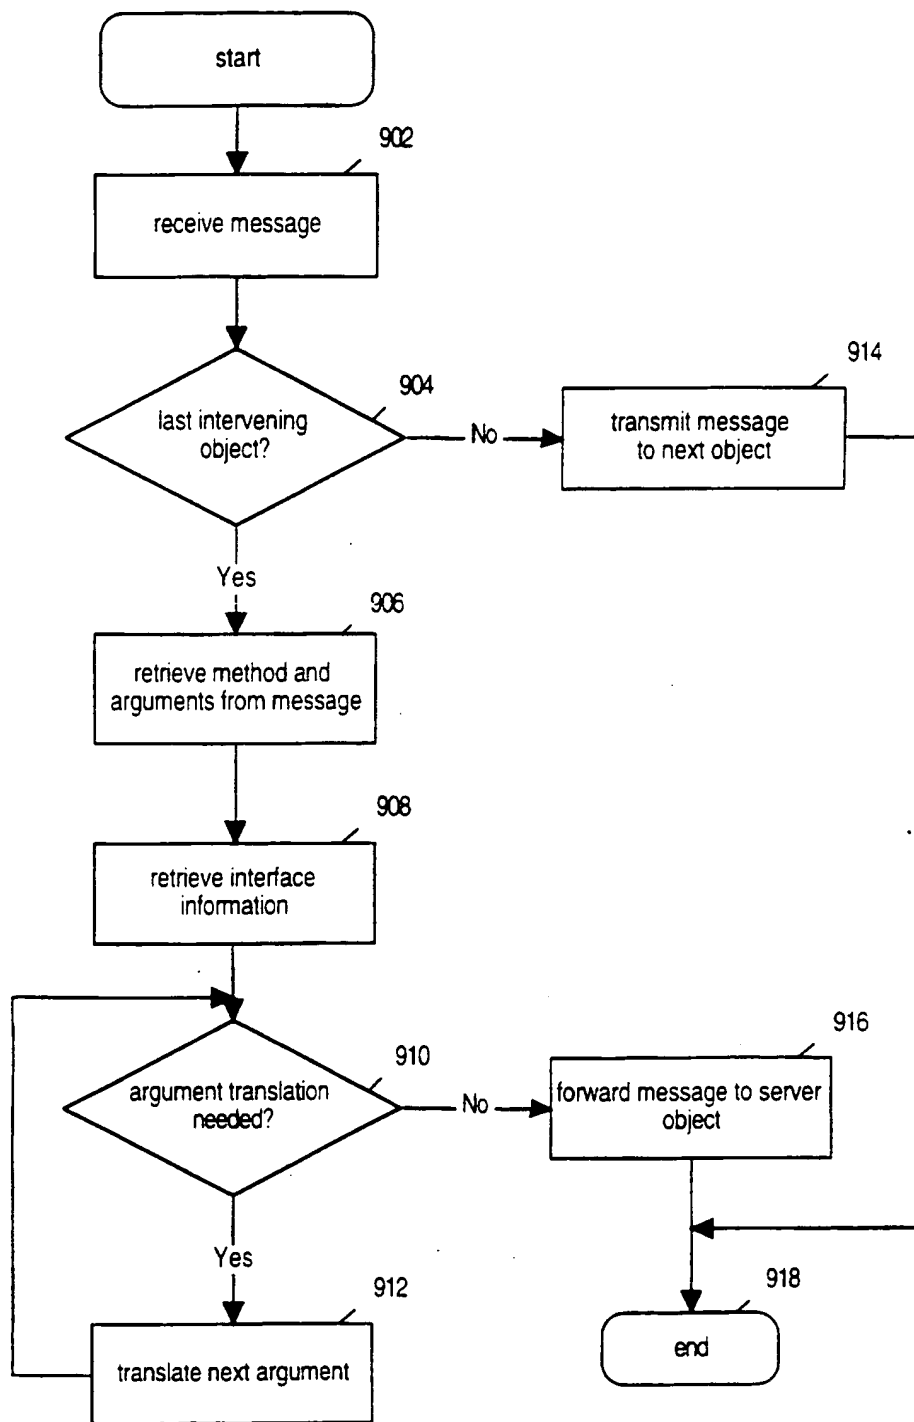 start
902
receive message
904
last intervening
object?
No
914
transmit message
to next object
Yes
906
retrieve method and
arguments from message
908
retrieve interface
information
910
argument translation
needed?
No
916
forward message to server
object
Yes
912
translate next argument
918
end